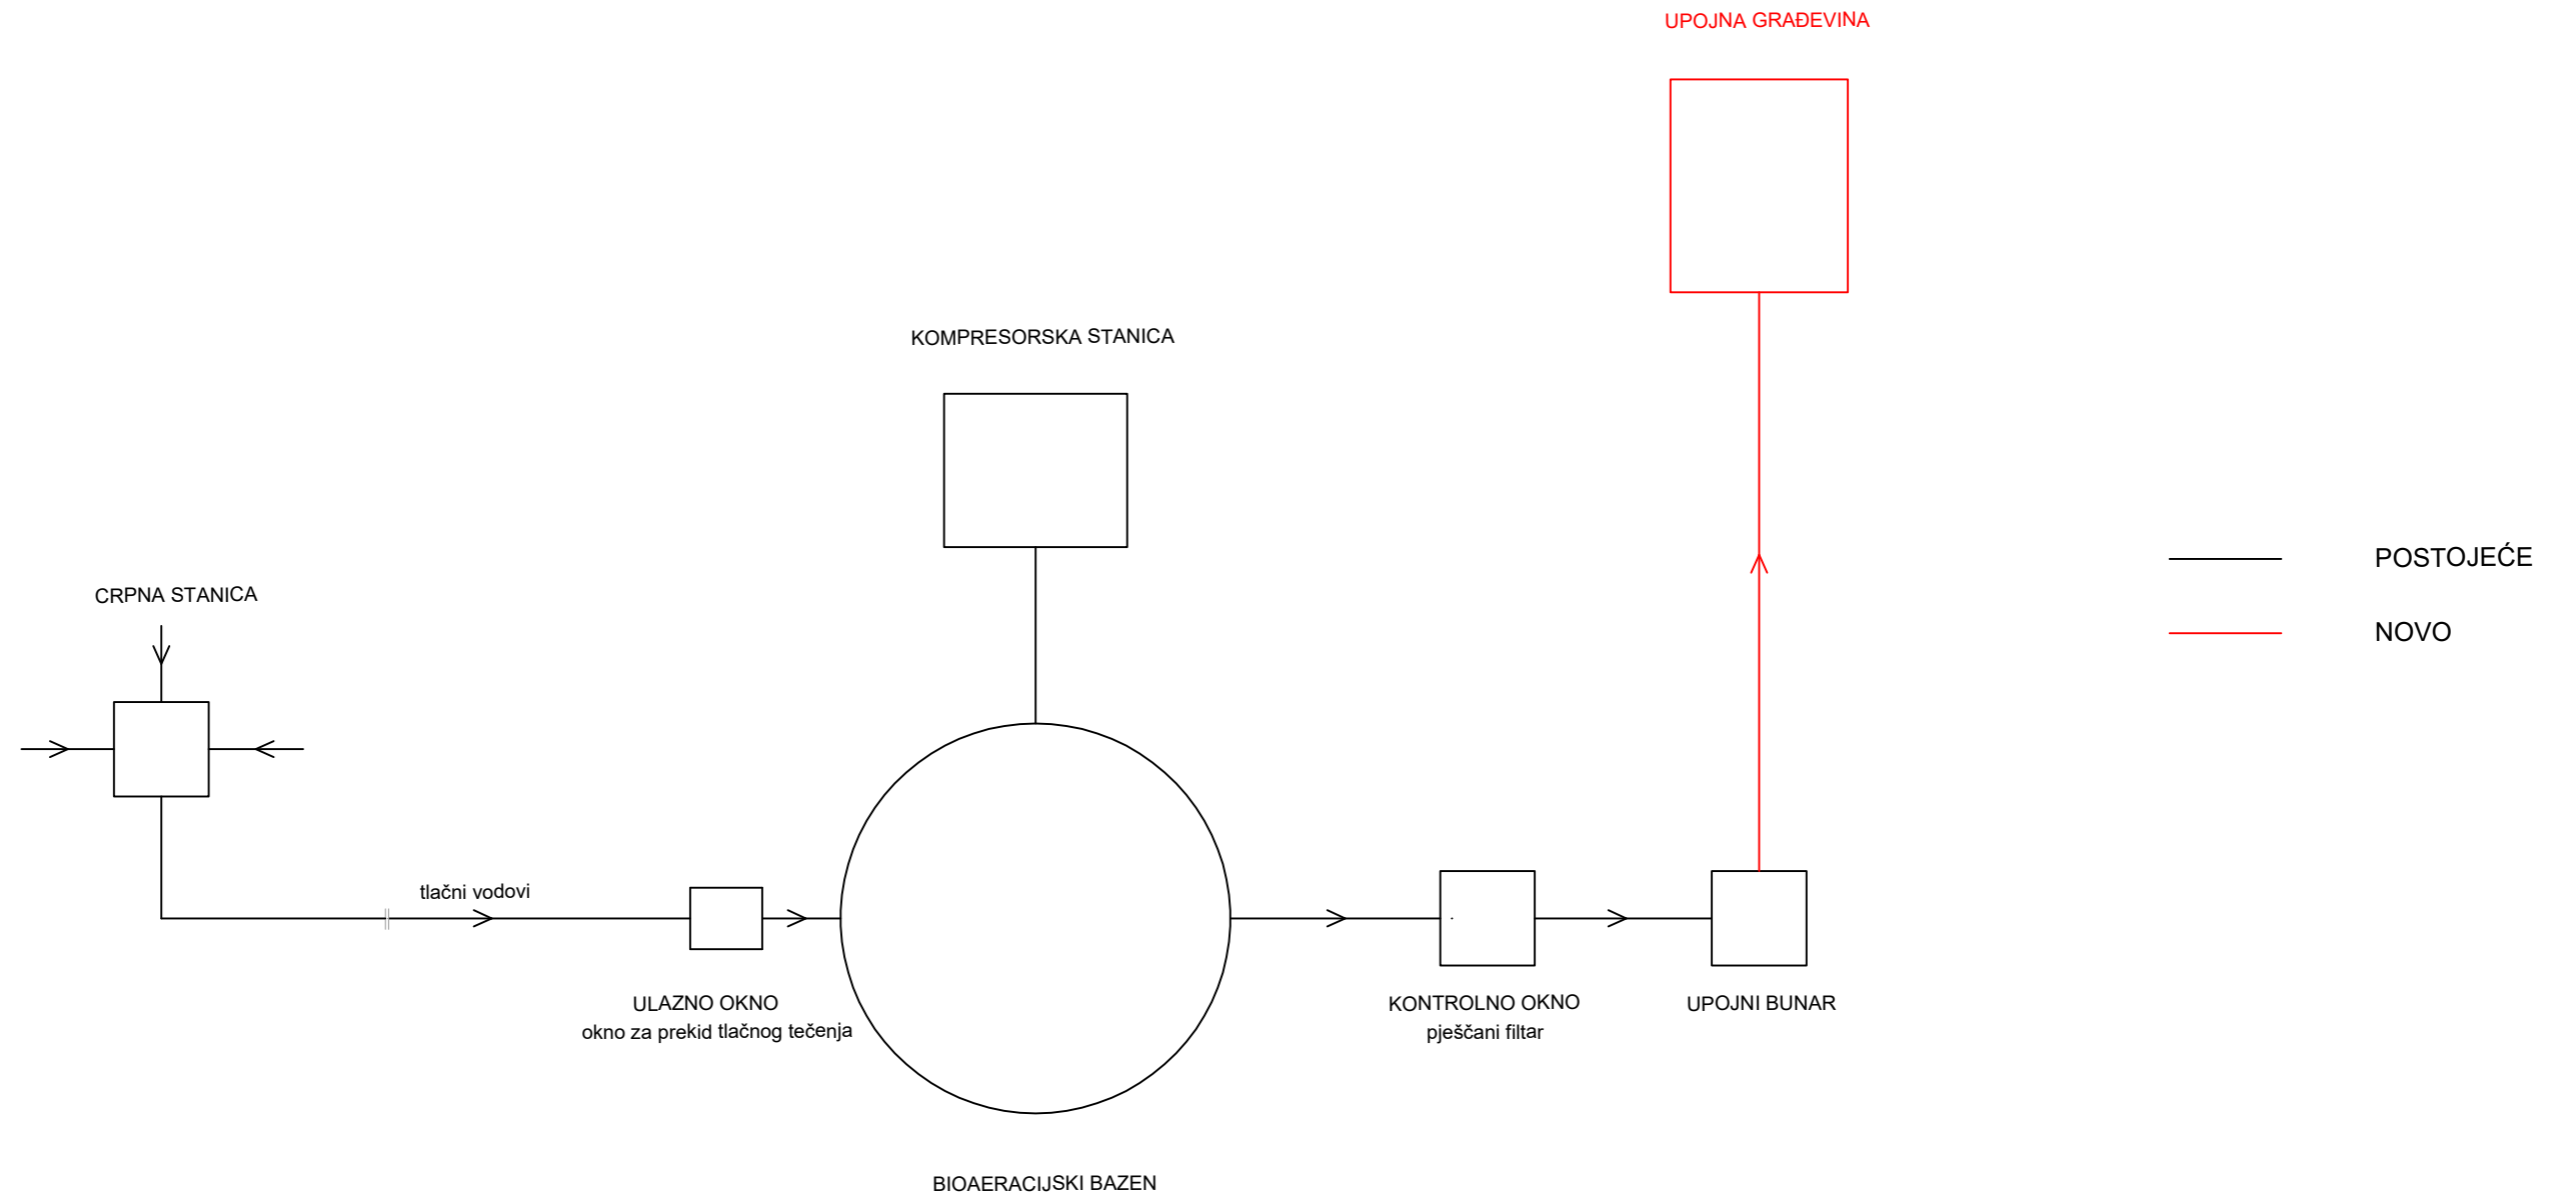 UPOJNA GRAĐEVINA
KOMPRESORSKA STANICA
POSTOJEĆE
CRPNA STANICA
NOVO
tlačni vodovi
ULAZNO OKNO
okno za prekid tlačnog tečenja
KONTROLNO OKNO
pješčani filtar
UPOJNI BUNAR
BIOAERACIJSKI BAZEN